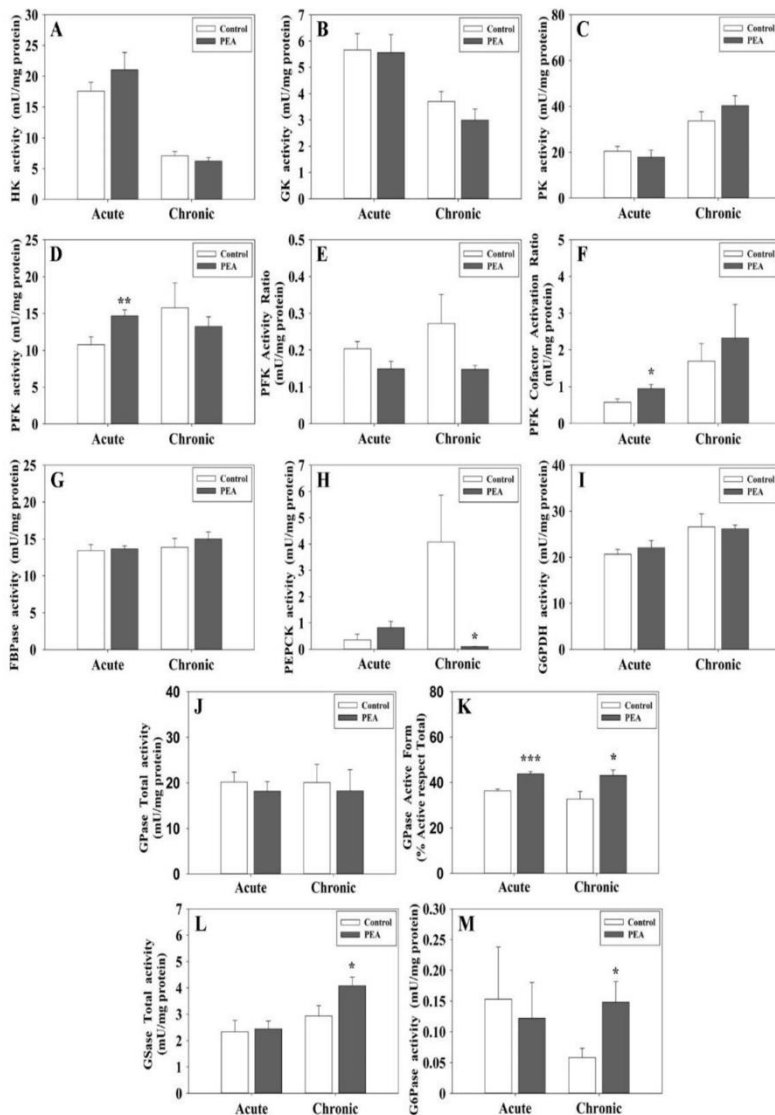 A
HK activity (mU/mg protein)
25
20
15
10
5
0
Control
PEA
Acute
Chronic
B
GK activity (mU/mg protein)
7
6
5
4
3
2
1
0
Control
PEA
Acute
Chronic
C
PK activity (mU/mg protein)
80
60
40
20
0
Control
PEA
Acute
Chronic
D
PFK activity (mU/mg protein)
25
20
15
10
5
0
**
Control
PEA
Acute
Chronic
E
PFK Activity Ratio
(mU/mg protein)
0.5
0.4
0.3
0.2
0.1
0
Control
PEA
Acute
Chronic
F
PFK Cofactor Activation Ratio
(mU/mg protein)
4
3
2
1
0
*
Control
PEA
Acute
Chronic
G
FBPase activity (mU/mg protein)
25
20
15
10
5
0
Control
PEA
Acute
Chronic
H
PEPCK activity (mU/mg protein)
7
6
5
4
3
2
1
0
*
Control
PEA
Acute
Chronic
I
G6PDH activity (mU/mg protein)
40
30
20
10
0
Control
PEA
Acute
Chronic
J
GPase Total activity
(mU/mg protein)
40
30
20
10
0
Control
PEA
Acute
Chronic
K
GPase Active Form
(% Active respect Total)
80
60
40
20
0
***
*
Control
PEA
Acute
Chronic
L
GSase Total activity
(mU/mg protein)
7
6
5
4
3
2
1
0
*
Control
PEA
Acute
Chronic
M
G6Pase activity (mU/mg protein)
0.30
0.25
0.20
0.15
0.10
0.05
0
*
Control
PEA
Acute
Chronic